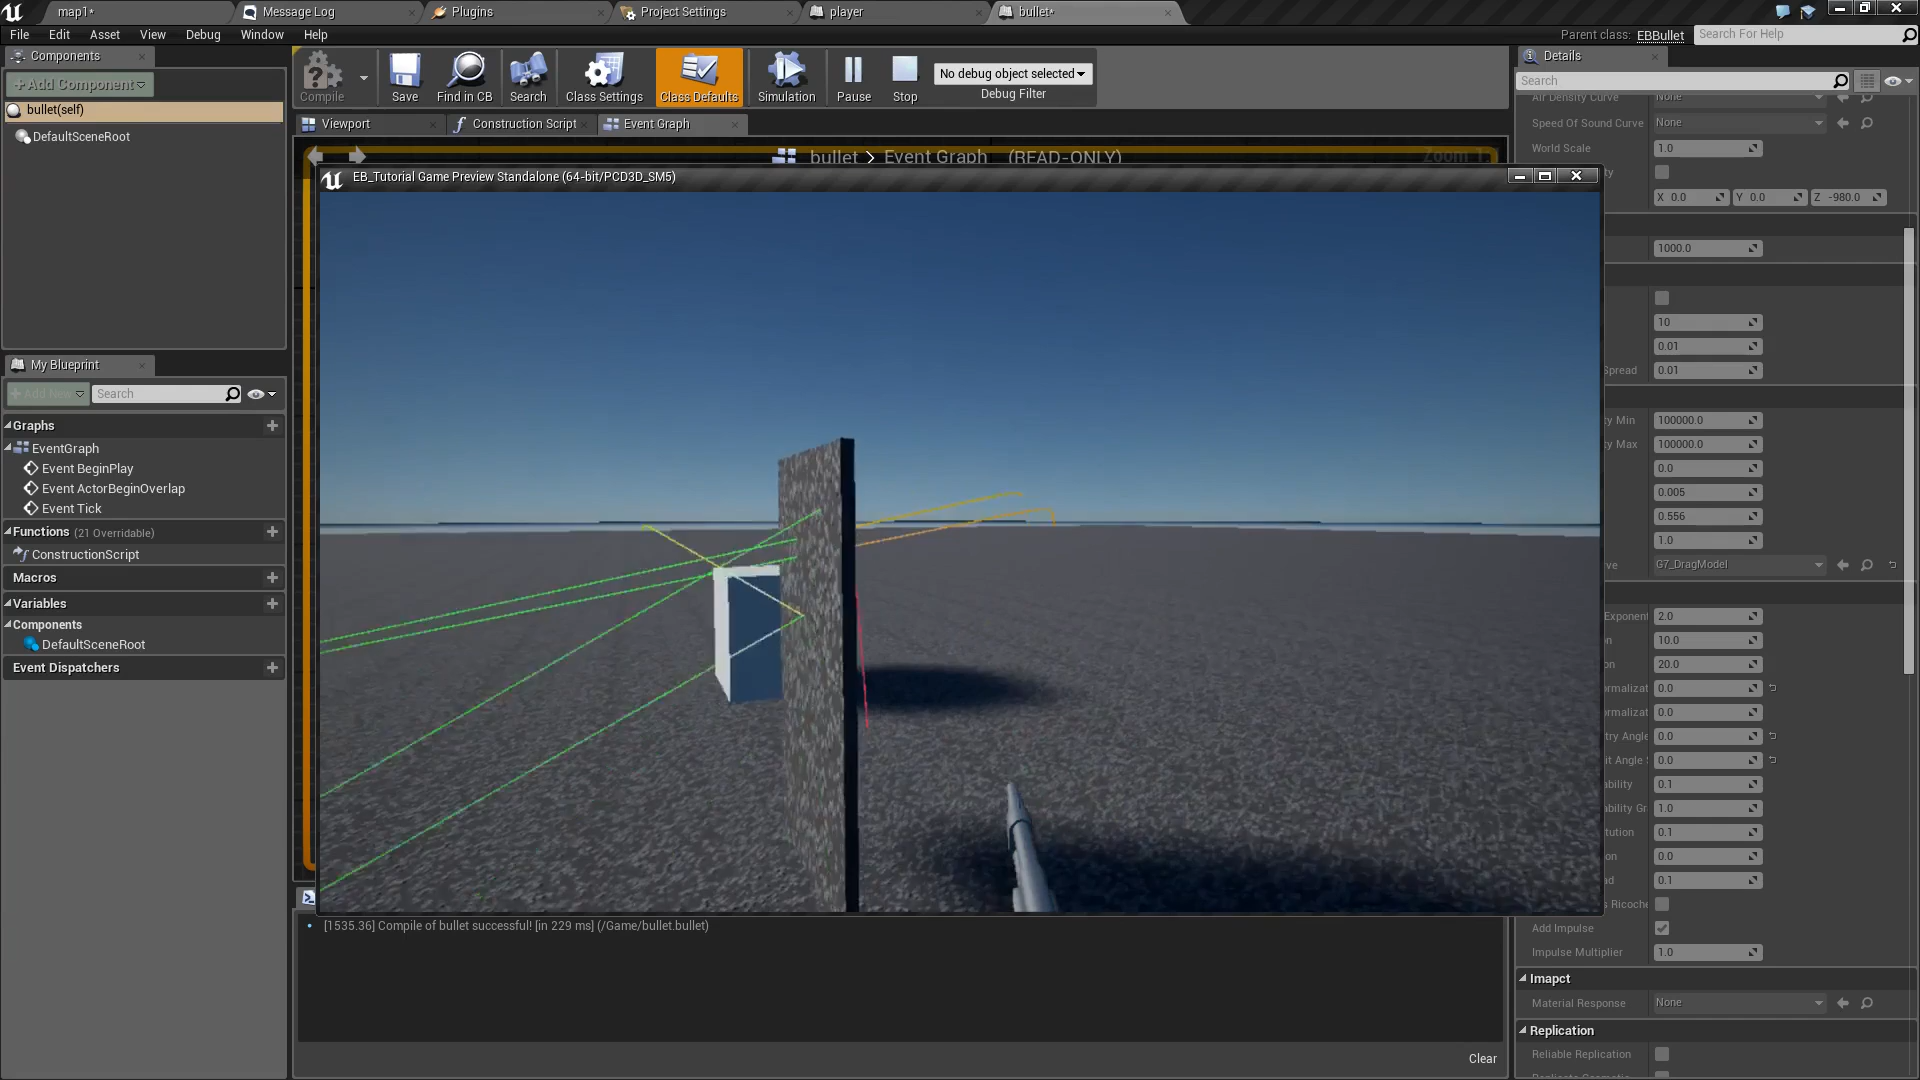 map1*
Message Log
Plugins
Project Settings
player
bullet*
File
Edit
Asset
View
Debug
Window
Help
Parent class: EBBullet
Search For Help
Components
Add Component
bullet(self)
DefaultSceneRoot
Compile
Save
Find in CB
Search
Class Settings
Class Defaults
Simulation
Pause
Stop
No debug object selected
Debug Filter
Viewport
Construction Script
Event Graph
bullet > Event Graph (READ-ONLY)
EB_Tutorial Game Preview Standalone (64-bit/PCD3D_SM5)
My Blueprint
Add New
Search
Graphs
EventGraph
Event BeginPlay
Event ActorBeginOverlap
Event Tick
Functions (21 Overridable)
ConstructionScript
Macros
Variables
Components
DefaultSceneRoot
Event Dispatchers
[1535.36] Compile of bullet successful! [in 229 ms] (/Game/bullet.bullet)
Clear
Details
Search
Air Density Curve None
Speed Of Sound Curve None
World Scale 1.0
X 0.0 Y 0.0 Z -980.0
1000.0
10
0.01
Spread 0.01
Min 100000.0
Max 100000.0
0.0
0.005
0.556
1.0
G7_DragModel
Exponent 2.0
10.0
20.0
0.0
0.0
0.0
0.0
0.1
1.0
0.1
0.0
0.1
Add Impulse
Impulse Multiplier 1.0
Imapct
Material Response None
Replication
Reliable Replication